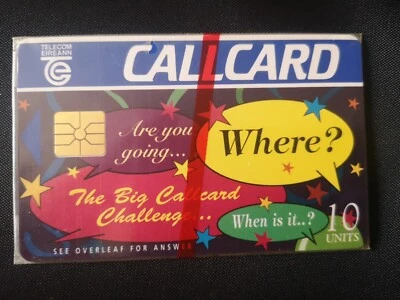 TELECOM
EIREANN
CALLCARD
Are you
going...
Where?
The Big Callcard
Challenge...
When is it..?
10
UNITS
SEE OVERLEAF FOR ANSWER